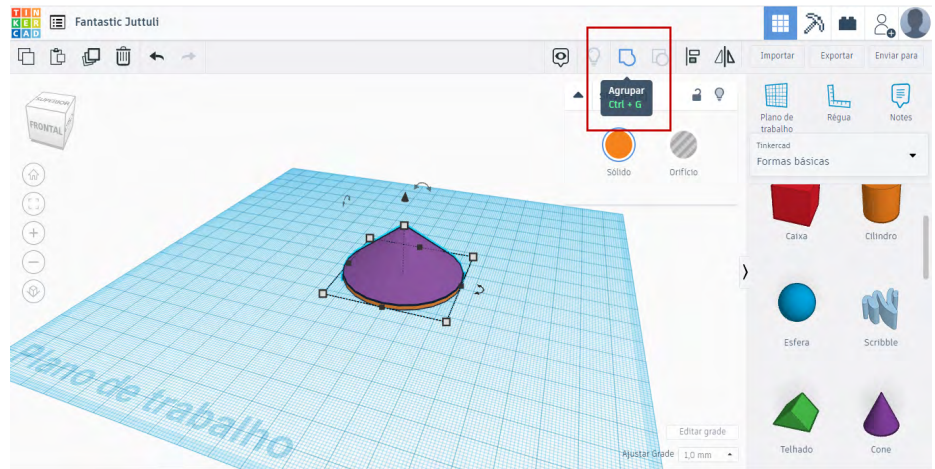 TIN
KER
CAD
Fantastic Juttuli
Importar
Exportar
Enviar para
Agrupar
Ctrl + G
SUPERIOR
FRONTAL
Sólido
Orifício
Plano de
trabalho
Régua
Notes
Tinkercad
Formas básicas
Caixa
Cilindro
Esfera
Scribble
Telhado
Cone
Plano de trabalho
Editar grade
Ajustar Grade
1,0 mm